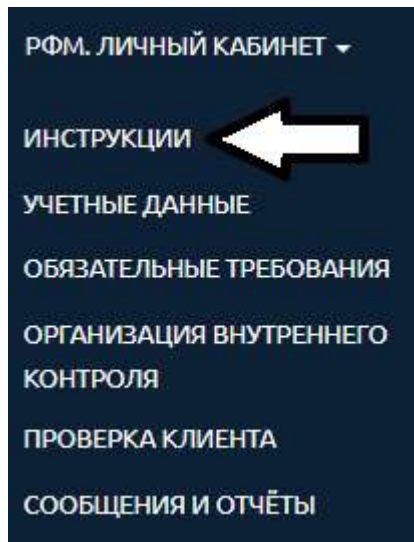 РФМ. ЛИЧНЫЙ КАБИНЕТ
ИНСТРУКЦИИ
УЧЕТНЫЕ ДАННЫЕ
ОБЯЗАТЕЛЬНЫЕ ТРЕБОВАНИЯ
ОРГАНИЗАЦИЯ ВНУТРЕННЕГО
КОНТРОЛЯ
ПРОВЕРКА КЛИЕНТА
СООБЩЕНИЯ И ОТЧЁТЫ